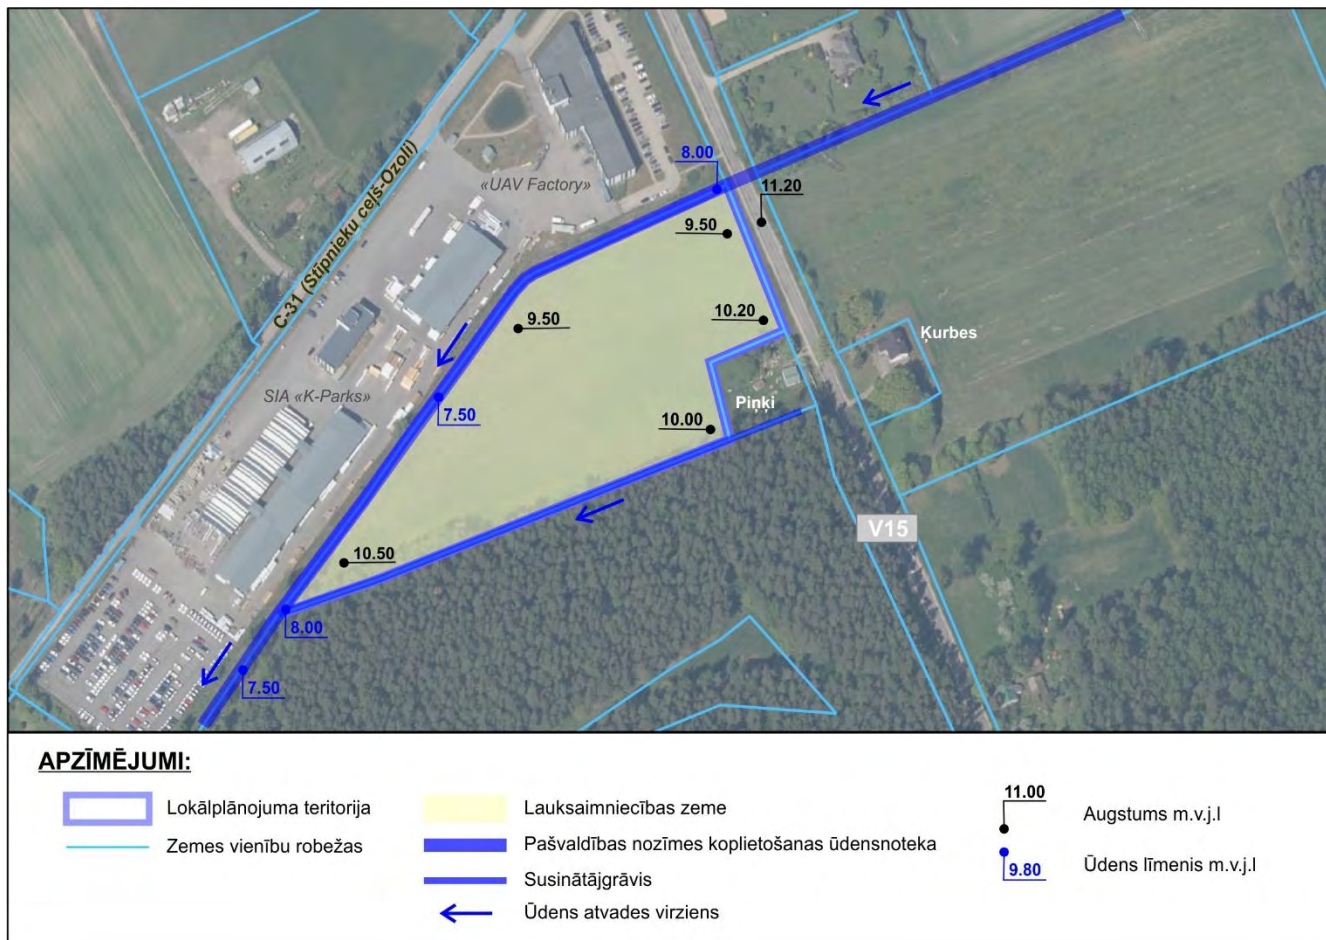 8.00
11.20
«UAV Factory»
9.50
C-31 (Stīpnieku ceļš-Ozoli)
9.50
10.20
Ķurbes
SIA «K-Parks»
7.50
Piņķi
10.00
V15
10.50
8.00
7.50
APZĪMĒJUMI:
Lokālplānojuma teritorija
Zemes vienību robežas
Lauksaimniecības zeme
Pašvaldības nozīmes koplietošanas ūdensnoteka
Susinātājgrāvis
Ūdens atvades virziens
11.00
Augstums m.v.j.l
9.80
Ūdens līmenis m.v.j.l